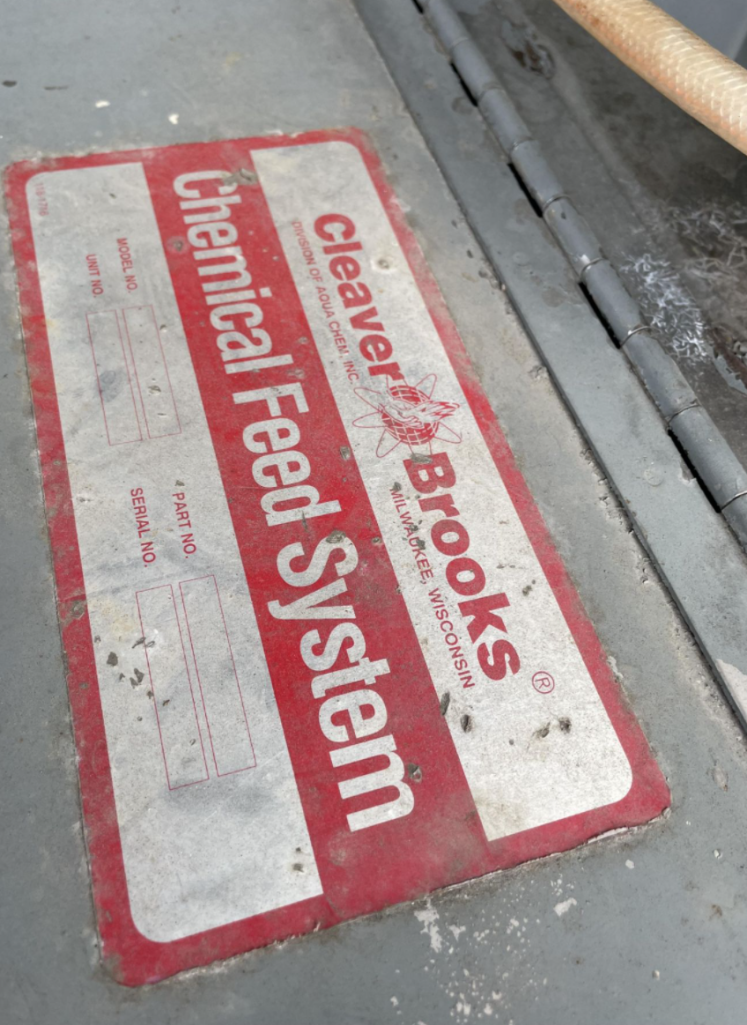 Cleaver Brooks ®
DIVISION OF AQUA CHEM. INC. MILWAUKEE, WISCONSIN
Chemical Feed System
MODEL NO. PART NO.
UNIT NO. SERIAL NO.